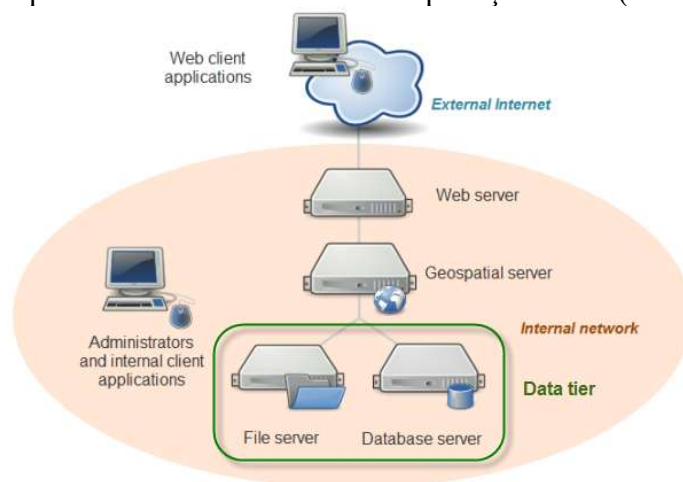 Web client
applications
External Internet
Web server
Geospatial server
Administrators
and internal client
applications
Internal network
File server
Database server
Data tier